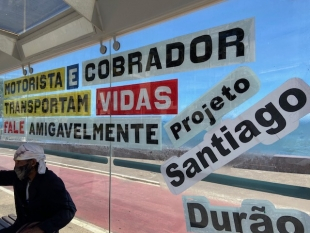 MOTORISTA E COBRADOR
TRANSPORTAM VIDAS
FALE AMIGAVELMENTE
Projeto
Santiago
Durão